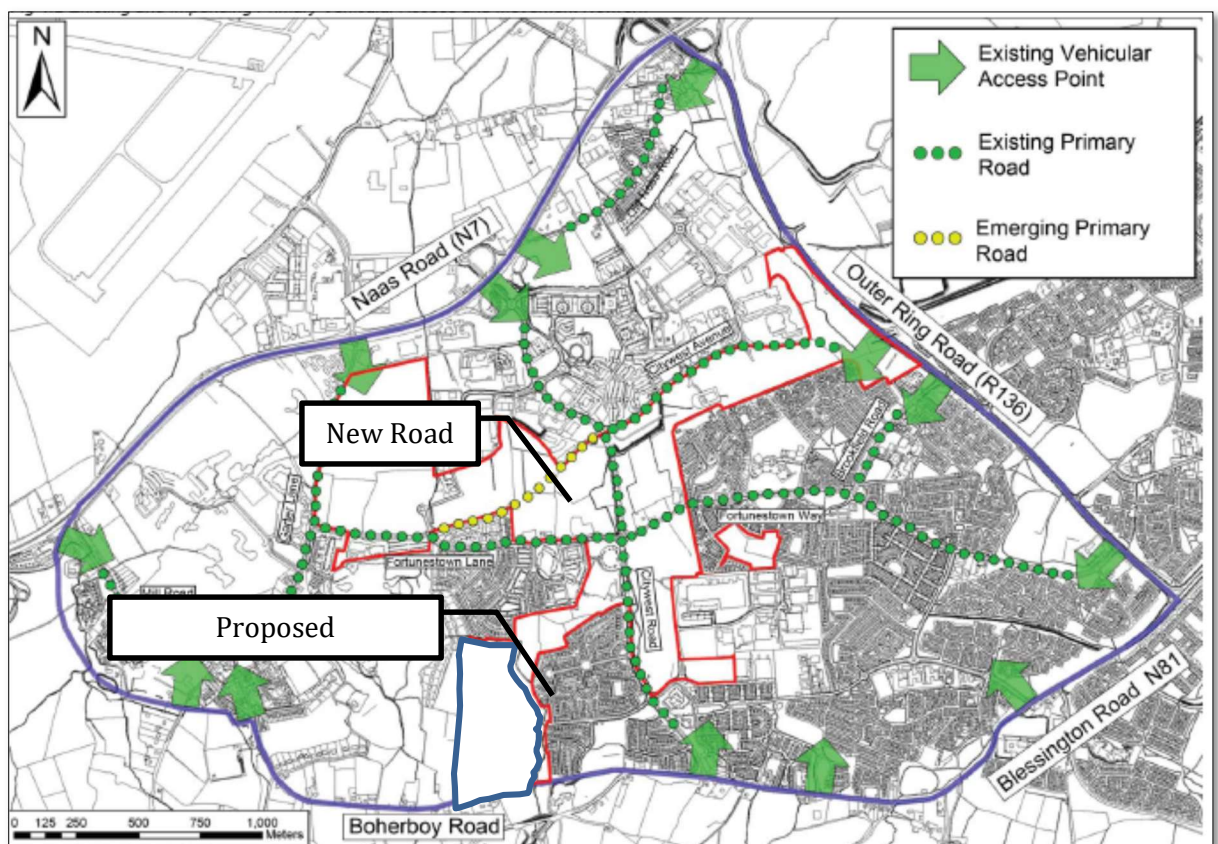 N
Existing Vehicular
Access Point
Existing Primary
Road
Emerging Primary
Road
Naas Road (N7)
Outer Ring Road (R136)
Citywest Avenue
New Road
Garter Lane
Fortunestown Way
Fortunestown Lane
Citywest Road
Mill Road
Proposed
Blessington Road N81
Boherboy Road
0 125 250 500 750 1,000
Meters